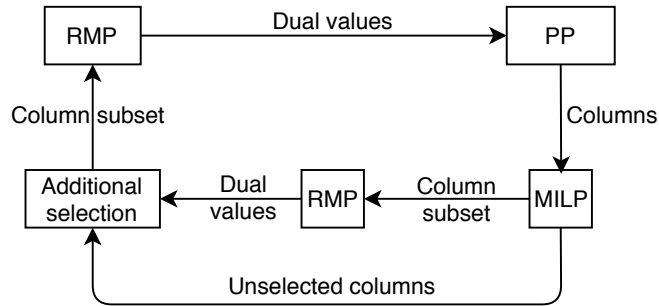 Dual values
RMP
PP
Column subset
Columns
Additional
selection
Dual
values
RMP
Column
subset
MILP
Unselected columns